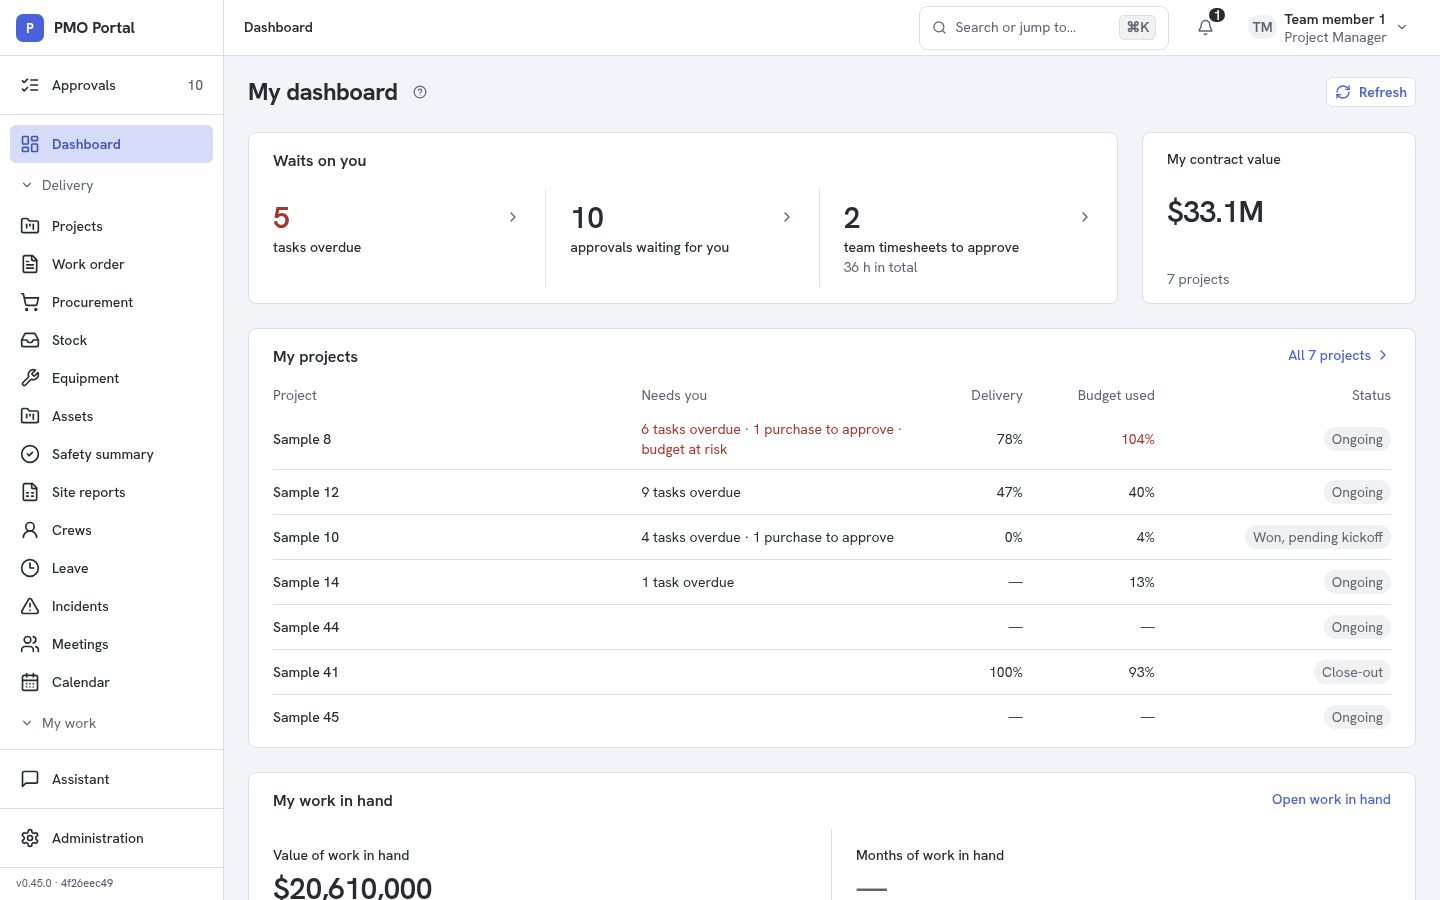 P PMO Portal
Dashboard
Search or jump to...
⌘K
1
TM
Team member 1
Project Manager
Approvals 10
Dashboard
Delivery
Projects
Work order
Procurement
Stock
Equipment
Assets
Safety summary
Site reports
Crews
Leave
Incidents
Meetings
Calendar
My work
Assistant
Administration
v0.45.0 · 4f26eec49
My dashboard
Refresh
Waits on you
5
tasks overdue
10
approvals waiting for you
2
team timesheets to approve
36 h in total
My contract value
$33.1M
7 projects
My projects
All 7 projects
Project Needs you Delivery Budget used Status
Sample 8 6 tasks overdue · 1 purchase to approve · 78% 104% Ongoing
budget at risk
Sample 12 9 tasks overdue 47% 40% Ongoing
Sample 10 4 tasks overdue · 1 purchase to approve 0% 4% Won, pending kickoff
Sample 14 1 task overdue — 13% Ongoing
Sample 44 — — Ongoing
Sample 41 100% 93% Close-out
Sample 45 — — Ongoing
My work in hand
Open work in hand
Value of work in hand
$20,610,000
Months of work in hand
—